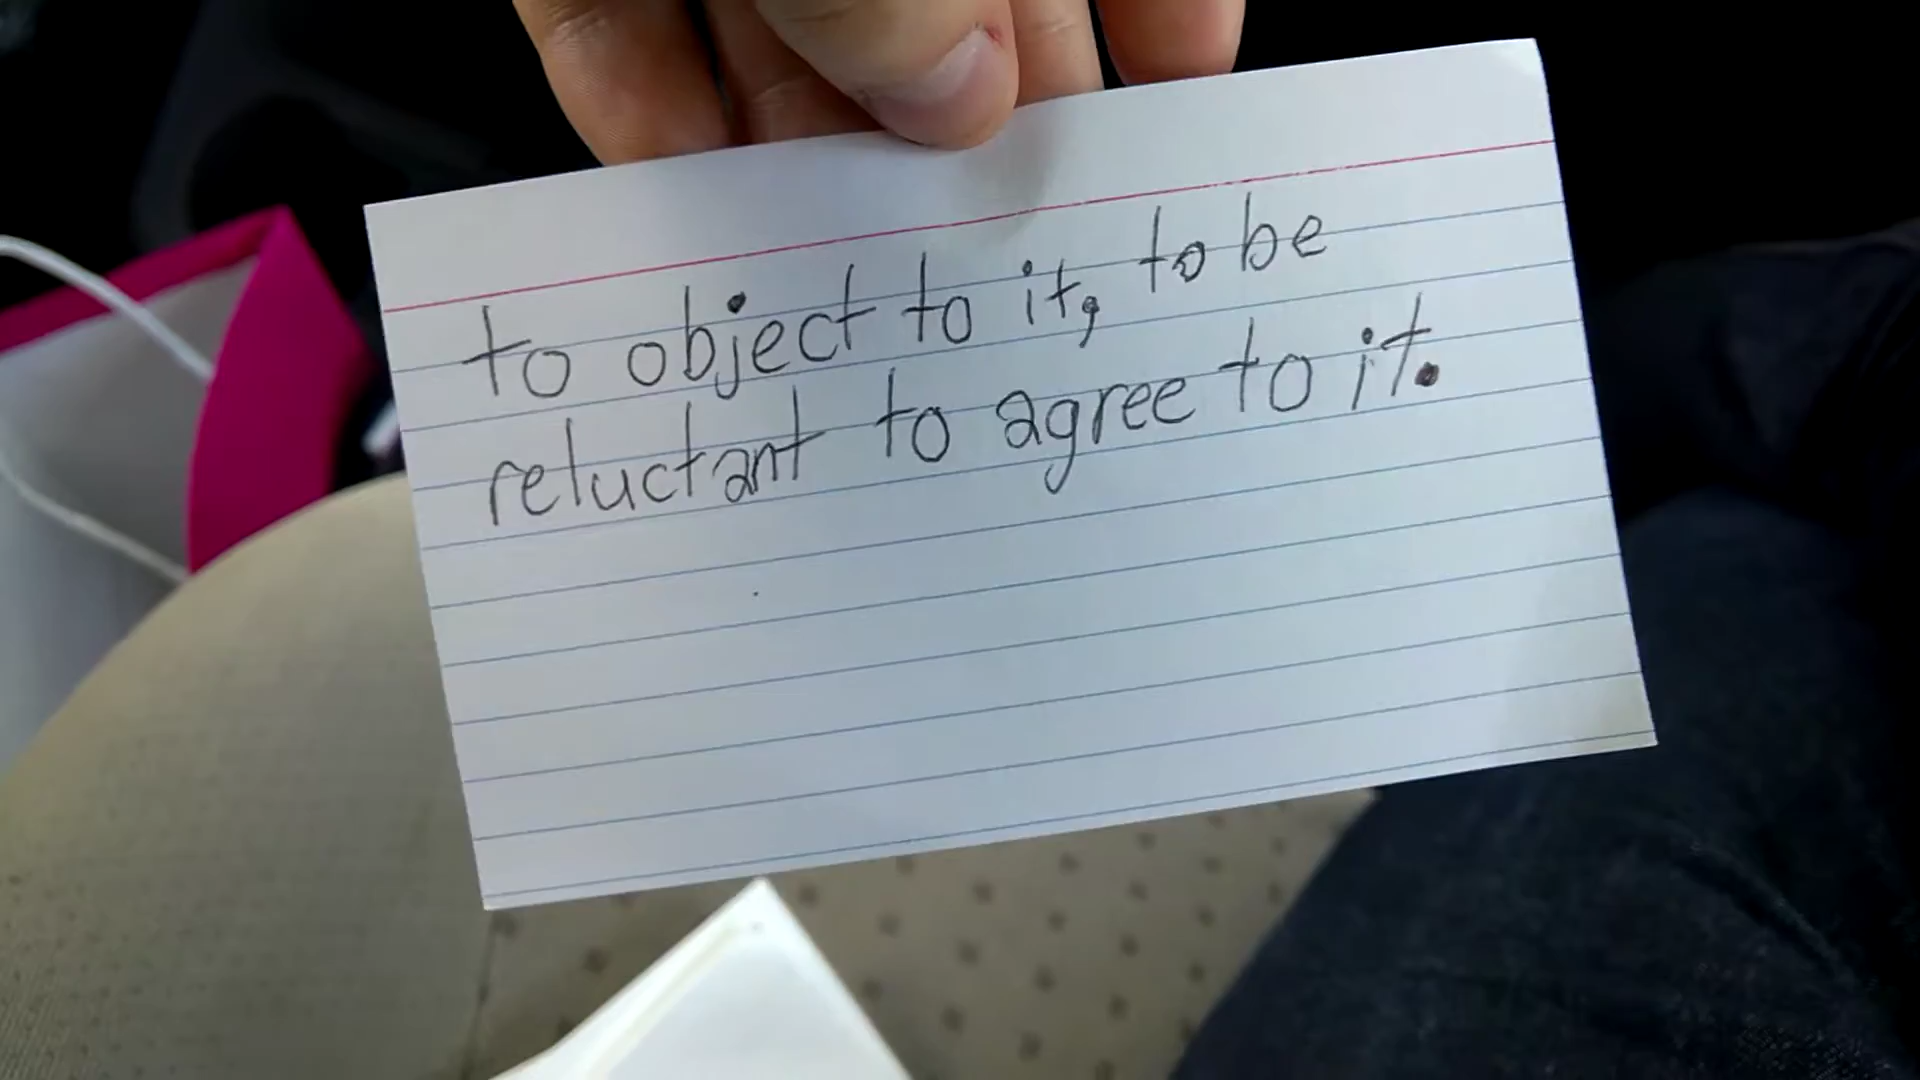 to object to it, to be
reluctant to agree to it.